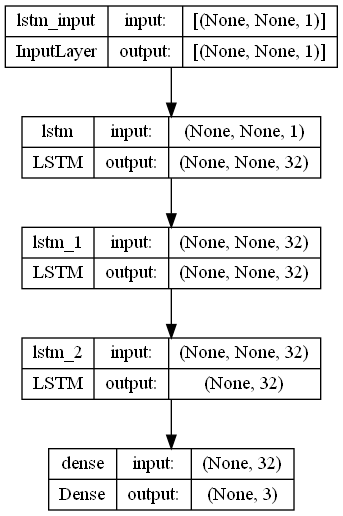 lstm_input input: [(None, None, 1)]
InputLayer output: [(None, None, 1)]
lstm input: (None, None, 1)
LSTM output: (None, None, 32)
lstm_1 input: (None, None, 32)
LSTM output: (None, None, 32)
lstm_2 input: (None, None, 32)
LSTM output: (None, 32)
dense input: (None, 32)
Dense output: (None, 3)